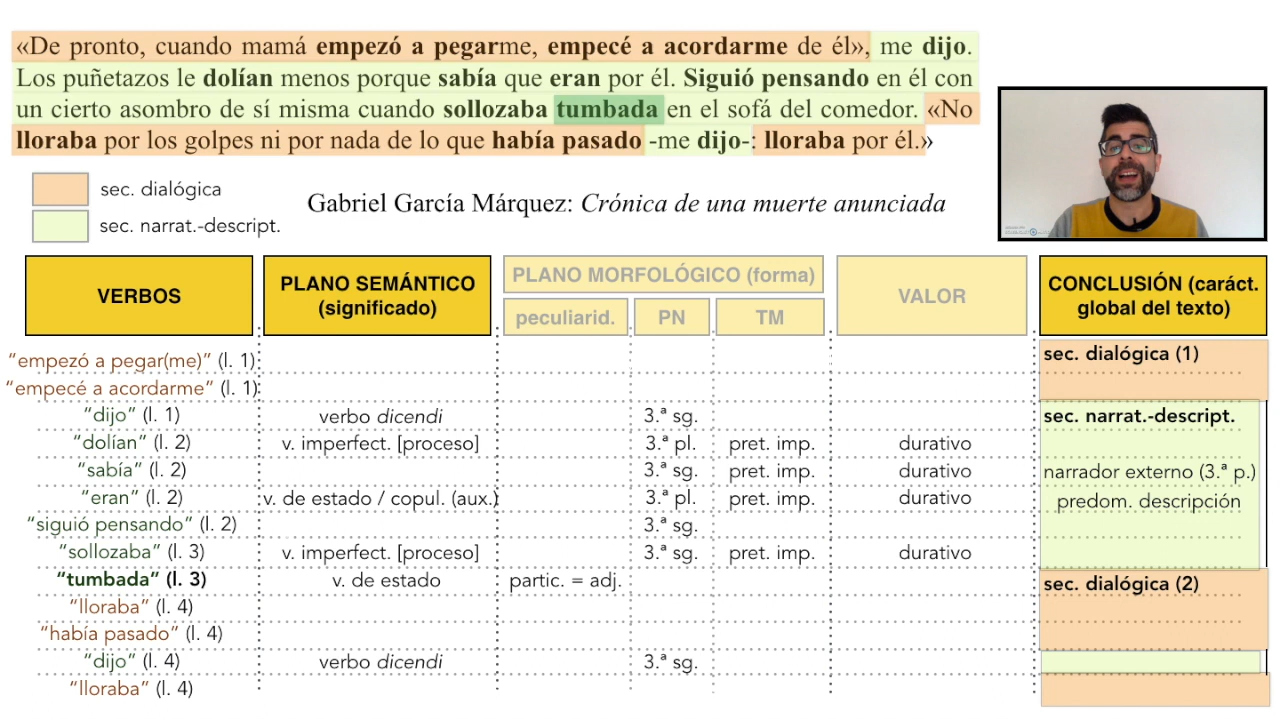 «De pronto, cuando mamá empezó a pegarme, empecé a acordarme de él», me dijo.
Los puñetazos le dolían menos porque sabía que eran por él. Siguió pensando en él con
un cierto asombro de sí misma cuando sollozaba tumbada en el sofá del comedor. «No
lloraba por los golpes ni por nada de lo que había pasado -me dijo-: lloraba por él.»
sec. dialógica
sec. narrat.-descript.
Gabriel García Márquez: Crónica de una muerte anunciada
VERBOS
PLANO SEMÁNTICO
(significado)
PLANO MORFOLÓGICO (forma)
peculiarid. PN TM
VALOR
CONCLUSIÓN (caráct.
global del texto)
“empezó a pegar(me)” (l. 1) sec. dialógica (1)
“empecé a acordarme” (l. 1)
“dijo” (l. 1) verbo dicendi 3.ª sg. sec. narrat.-descript.
“dolían” (l. 2) v. imperfect. [proceso] 3.ª pl. pret. imp. durativo
“sabía” (l. 2) 3.ª sg. pret. imp. durativo narrador externo (3.ª p.)
“eran” (l. 2) v. de estado / copul. (aux.) 3.ª pl. pret. imp. durativo predom. descripción
“siguió pensando” (l. 2) 3.ª sg.
“sollozaba” (l. 3) v. imperfect. [proceso] 3.ª sg. pret. imp. durativo
“tumbada” (l. 3) v. de estado partic. = adj. sec. dialógica (2)
“lloraba” (l. 4)
“había pasado” (l. 4)
“dijo” (l. 4) verbo dicendi 3.ª sg.
“lloraba” (l. 4)